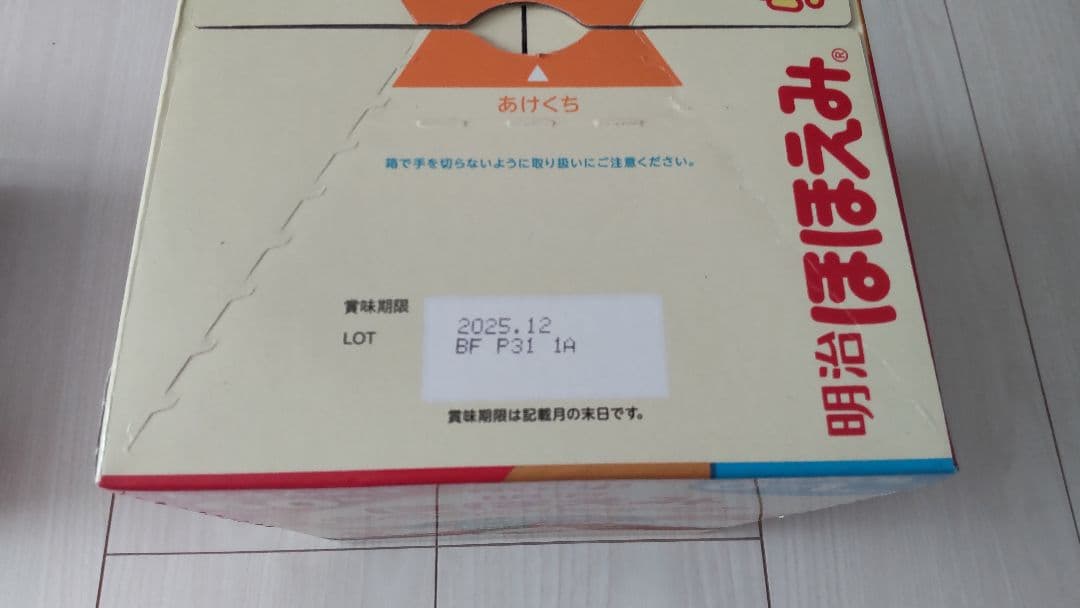 あけくち
箱で手を切らないように取り扱いにご注意ください。
明治ほほえみ®
賞味期限 2025.12
LOT BF P31 1A
賞味期限は記載月の末日です。